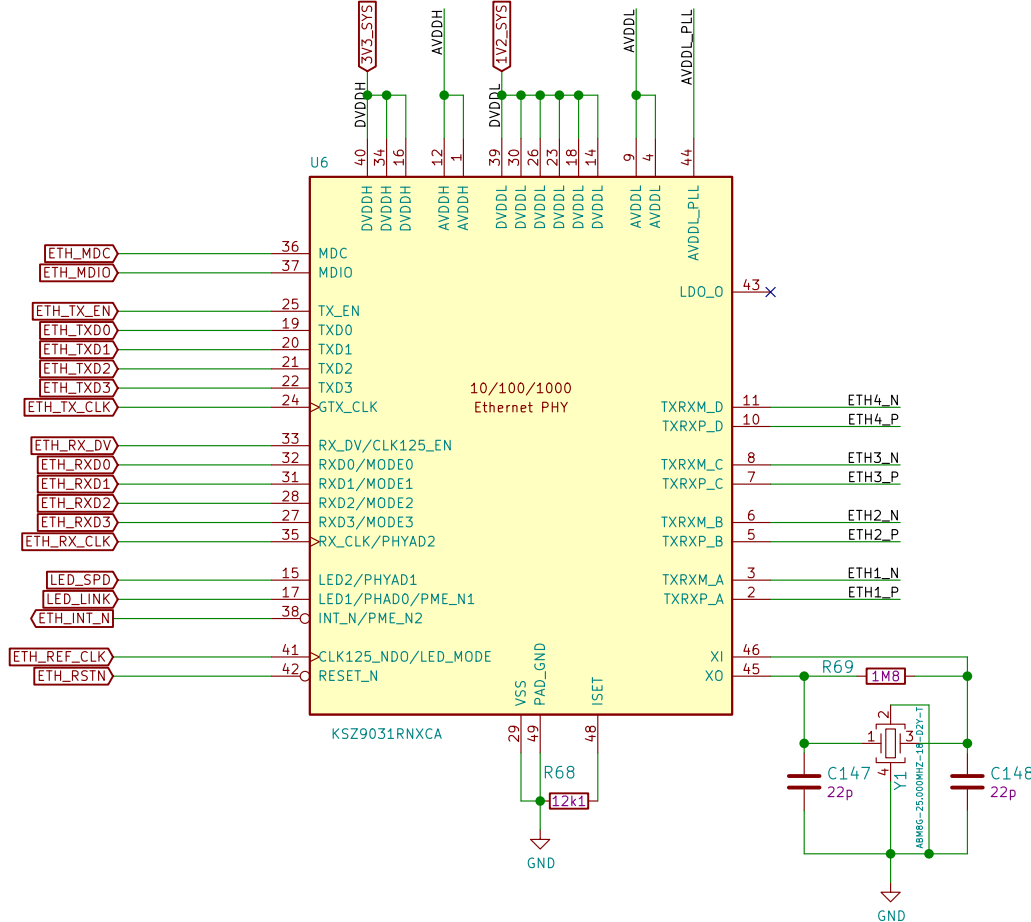 3V3_SYS
AVDDH
1V2_SYS
AVDDL
AVDDL_PLL
DVDDH
DVDDL
U6
40
34
16
12
1
39
30
26
23
18
14
9
4
44
DVDDH
DVDDH
DVDDH
AVDDH
AVDDH
DVDDL
DVDDL
DVDDL
DVDDL
DVDDL
DVDDL
AVDDL
AVDDL
AVDDL_PLL
ETH_MDC 36 MDC
ETH_MDIO 37 MDIO
LDO_O 43
ETH_TX_EN 25 TX_EN
ETH_TXD0 19 TXD0
ETH_TXD1 20 TXD1
ETH_TXD2 21 TXD2
ETH_TXD3 22 TXD3
ETH_TX_CLK 24 GTX_CLK
10/100/1000
Ethernet PHY
TXRXM_D 11 ETH4_N
TXRXP_D 10 ETH4_P
ETH_RX_DV 33 RX_DV/CLK125_EN
ETH_RXD0 32 RXD0/MODE0
ETH_RXD1 31 RXD1/MODE1
ETH_RXD2 28 RXD2/MODE2
ETH_RXD3 27 RXD3/MODE3
ETH_RX_CLK 35 RX_CLK/PHYAD2
TXRXM_C 8 ETH3_N
TXRXP_C 7 ETH3_P
TXRXM_B 6 ETH2_N
TXRXP_B 5 ETH2_P
LED_SPD 15 LED2/PHYAD1
LED_LINK 17 LED1/PHAD0/PME_N1
ETH_INT_N 38 INT_N/PME_N2
TXRXM_A 3 ETH1_N
TXRXP_A 2 ETH1_P
ETH_REF_CLK 41 CLK125_NDO/LED_MODE
ETH_RSTN 42 RESET_N
XI 46
XO 45
VSS
PAD_GND
ISET
29
49
48
KSZ9031RNXCA
R68
12k1
GND
R69
1M8
2
1
3
4
Y1
ABM8G-25.000MHZ-18-D2Y-T
C147
22p
C148
22p
GND